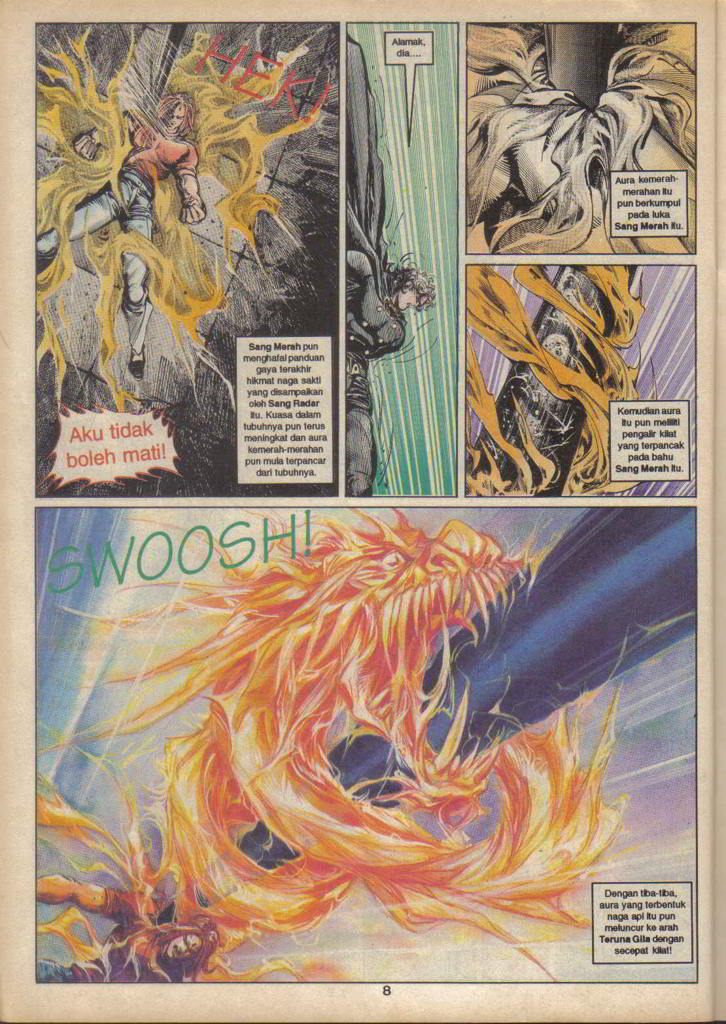 HEK!
Sang Merah pun
menghafal panduan
gaya terakhir
hikmat naga sakti
yang disampaikan
oleh Sang Radar
itu. Kuasa dalam
tubuhnya pun terus
meningkat dan aura
kemerah-merahan
pun mula terpancar
dari tubuhnya.
Aku tidak
boleh mati!
Alamak,
dia....
Aura kemerah-
merahan itu
pun berkumpul
pada luka
Sang Merah itu.
Kemudian aura
itu pun meliliti
pengalir kilat
yang terpancak
pada bahu
Sang Merah itu.
SWOOSH!
Dengan tiba-tiba,
aura yang terbentuk
naga api itu pun
meluncur ke arah
Teruna Gila dengan
secepat kilat!
8